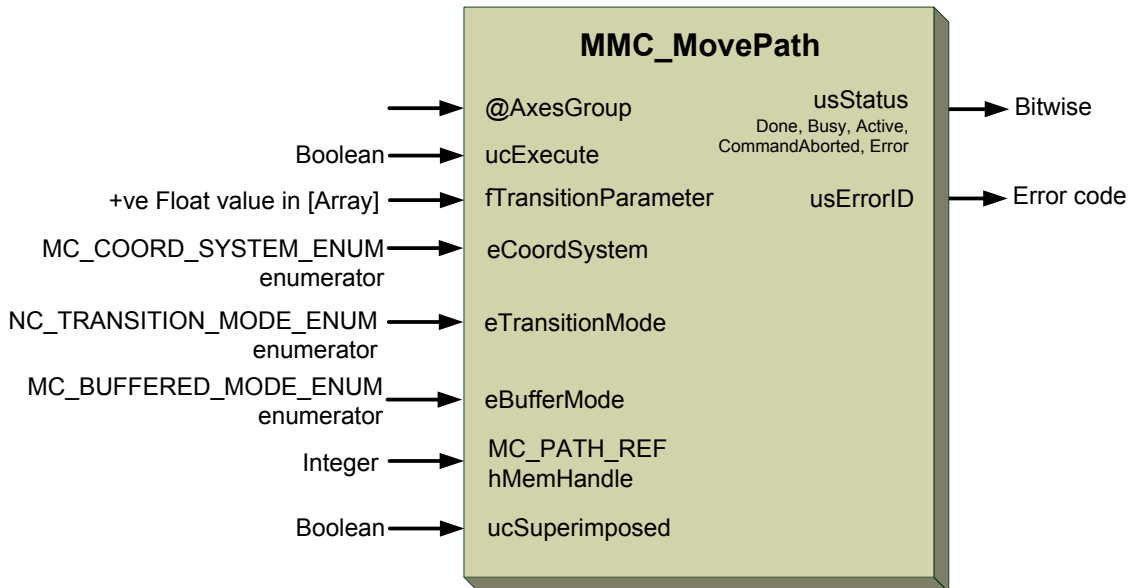 MMC_MovePath
@AxesGroup
usStatus
Done, Busy, Active,
CommandAborted, Error
Bitwise
Boolean
ucExecute
+ve Float value in [Array]
fTransitionParameter
usErrorID
Error code
MC_COORD_SYSTEM_ENUM
enumerator
eCoordSystem
NC_TRANSITION_MODE_ENUM
enumerator
eTransitionMode
MC_BUFFERED_MODE_ENUM
enumerator
eBufferMode
Integer
MC_PATH_REF
hMemHandle
Boolean
ucSuperimposed